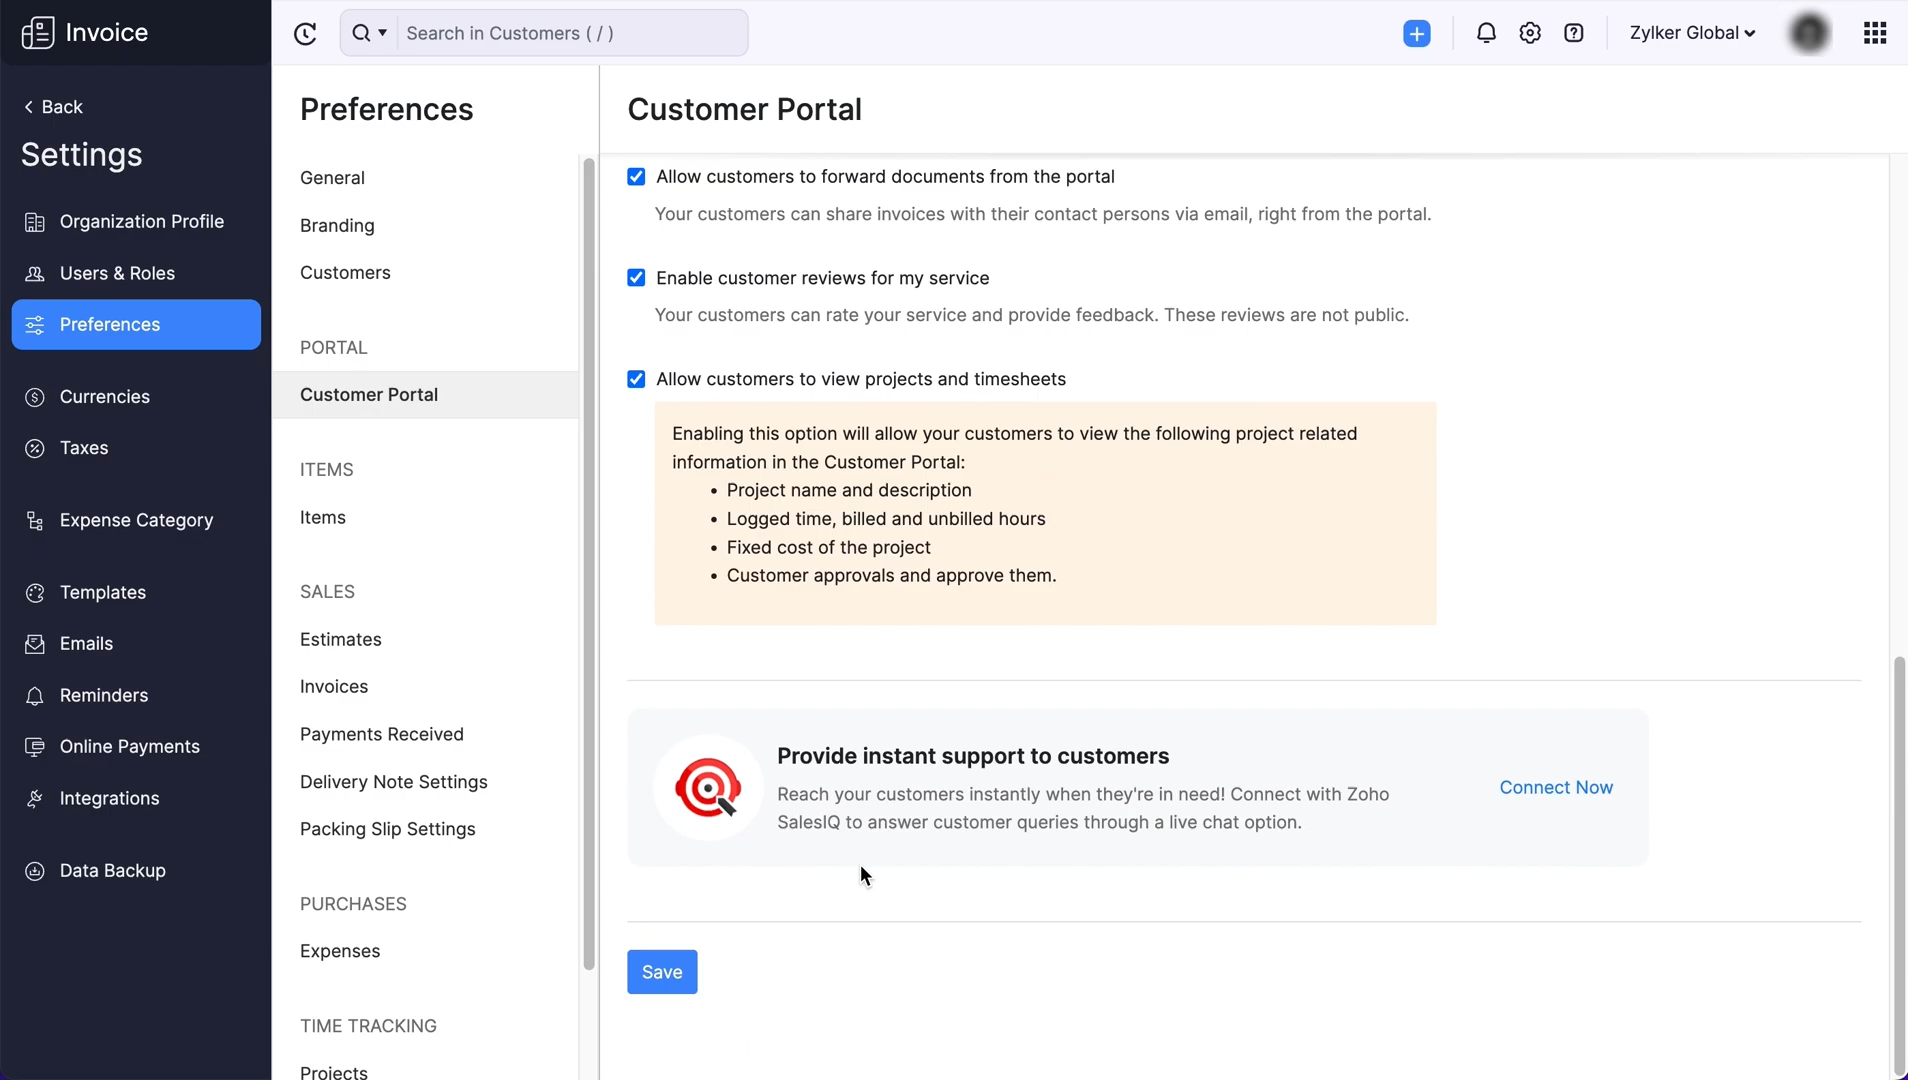 Invoice
Search in Customers ( / )
Zylker Global
Back
Settings
Organization Profile
Users & Roles
Preferences
Currencies
Taxes
Expense Category
Templates
Emails
Reminders
Online Payments
Integrations
Data Backup
Preferences
General
Branding
Customers
PORTAL
Customer Portal
ITEMS
Items
SALES
Estimates
Invoices
Payments Received
Delivery Note Settings
Packing Slip Settings
PURCHASES
Expenses
TIME TRACKING
Projects
Customer Portal
Allow customers to forward documents from the portal
Your customers can share invoices with their contact persons via email, right from the portal.
Enable customer reviews for my service
Your customers can rate your service and provide feedback. These reviews are not public.
Allow customers to view projects and timesheets
Enabling this option will allow your customers to view the following project related
information in the Customer Portal:
• Project name and description
• Logged time, billed and unbilled hours
• Fixed cost of the project
• Customer approvals and approve them.
Provide instant support to customers
Reach your customers instantly when they're in need! Connect with Zoho
SalesIQ to answer customer queries through a live chat option.
Connect Now
Save